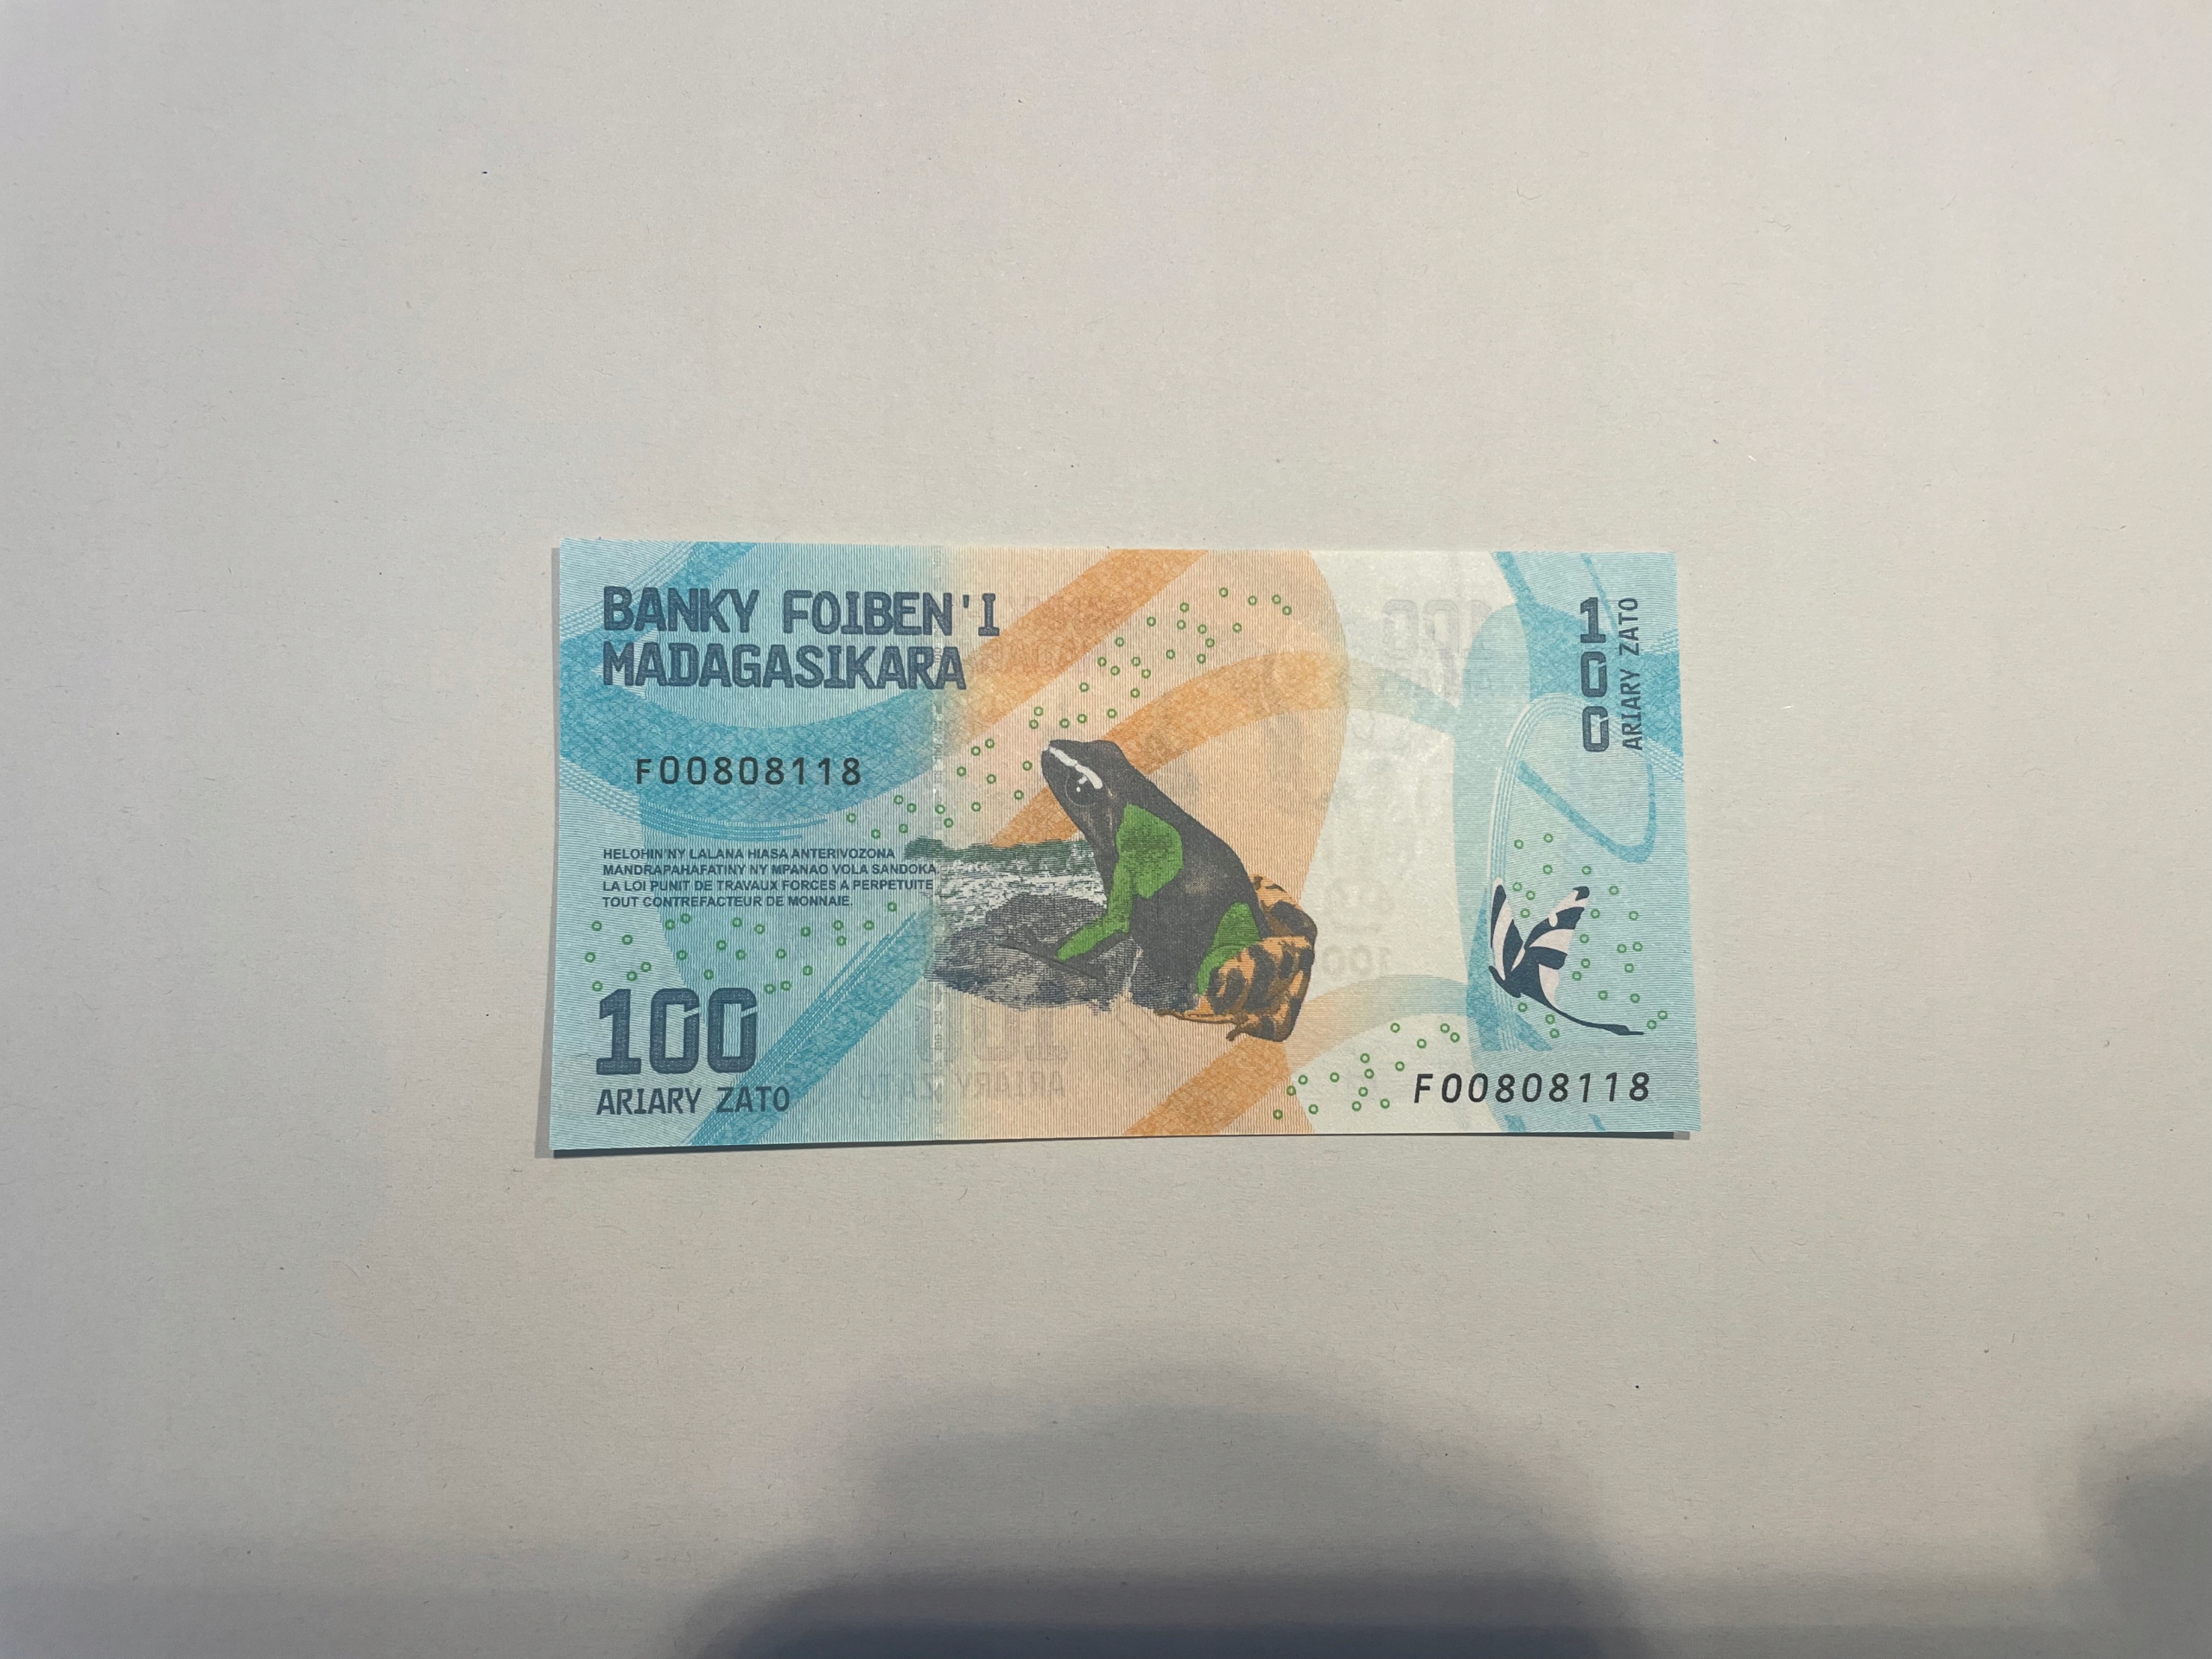 BANKY FOIBEN'I
MADAGASIKARA
100
ARIARY ZATO
F00808118
HELOHIN'NY LALANA HIASA ANTERIVOZONA
MANDRAPAHAFATINY NY MPANAO VOLA SANDOKA
LA LOI PUNIT DE TRAVAUX FORCES A PERPETUITE
TOUT CONTREFACTEUR DE MONNAIE.
100
ARIARY ZATO
F00808118